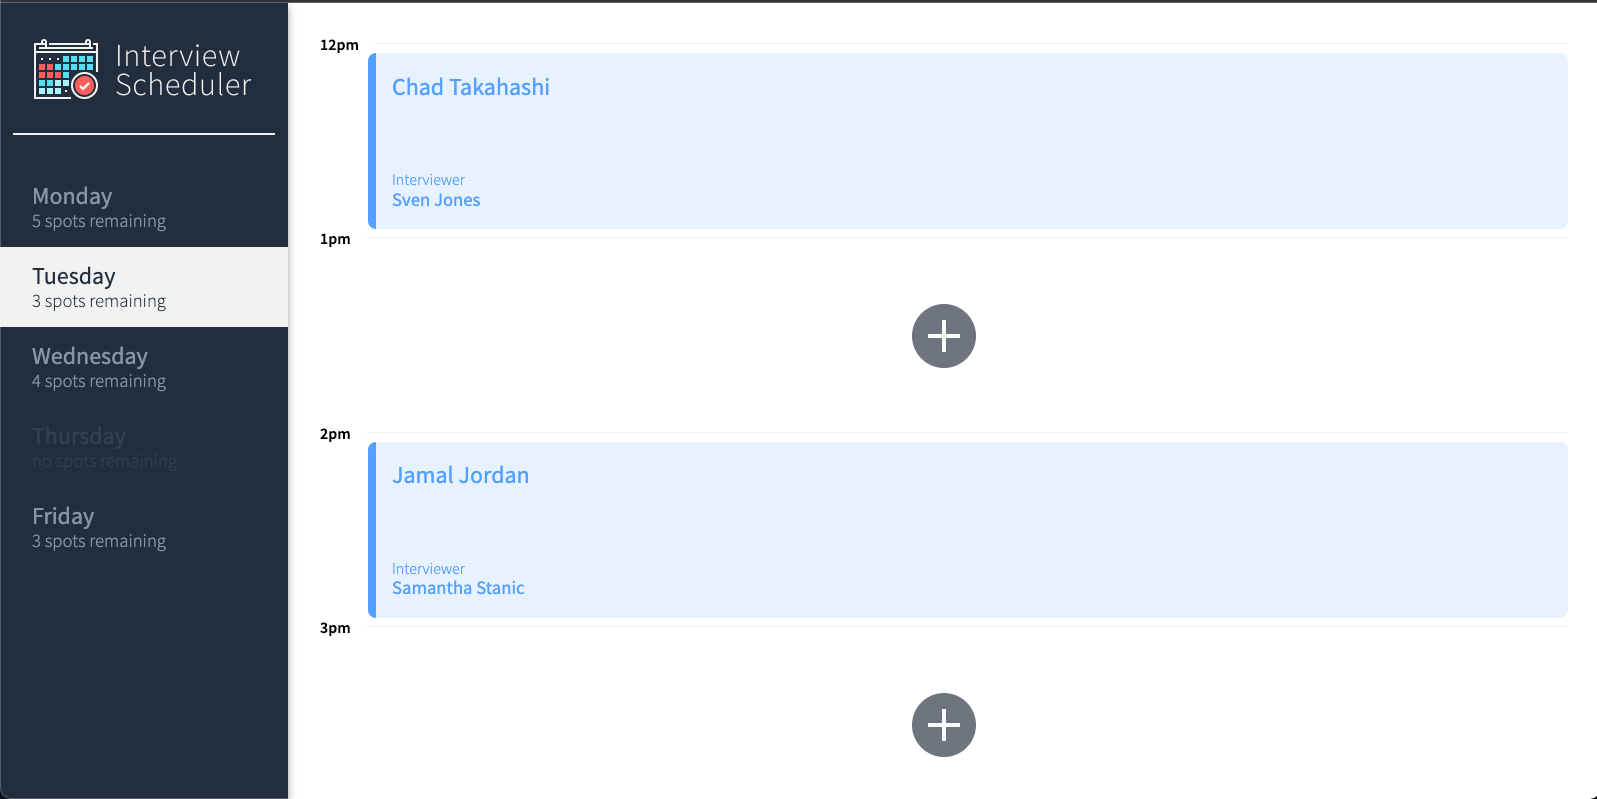 Interview
Scheduler
Monday
5 spots remaining
Tuesday
3 spots remaining
Wednesday
4 spots remaining
Thursday
no spots remaining
Friday
3 spots remaining
12pm
Chad Takahashi
Interviewer
Sven Jones
1pm
2pm
Jamal Jordan
Interviewer
Samantha Stanic
3pm